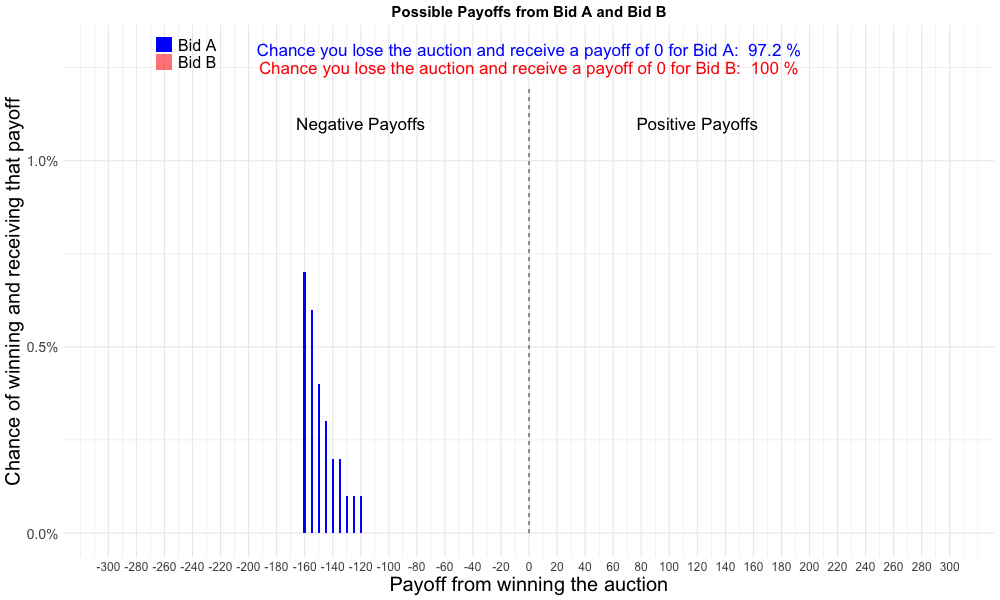 Possible Payoffs from Bid A and Bid B
Bid A
Bid B
Chance you lose the auction and receive a payoff of 0 for Bid A:  97.2 %
Chance you lose the auction and receive a payoff of 0 for Bid B:  100 %
Negative Payoffs
Positive Payoffs
Chance of winning and receiving that payoff
1.0%
0.5%
0.0%
-300 -280 -260 -240 -220 -200 -180 -160 -140 -120 -100 -80 -60 -40 -20 0 20 40 60 80 100 120 140 160 180 200 220 240 260 280 300
Payoff from winning the auction